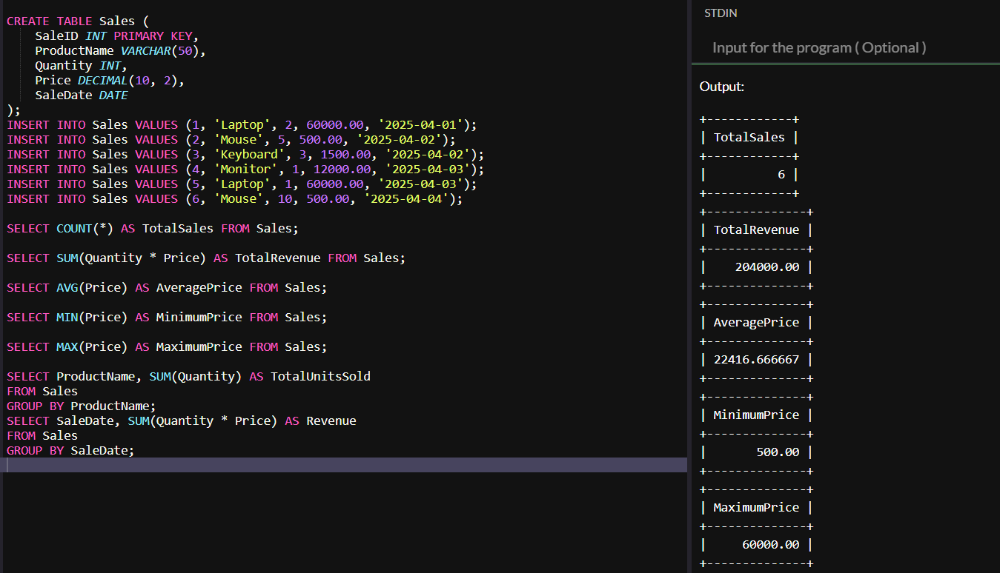 CREATE TABLE Sales (
    SaleID INT PRIMARY KEY,
    ProductName VARCHAR(50),
    Quantity INT,
    Price DECIMAL(10, 2),
    SaleDate DATE
);
INSERT INTO Sales VALUES (1, 'Laptop', 2, 60000.00, '2025-04-01');
INSERT INTO Sales VALUES (2, 'Mouse', 5, 500.00, '2025-04-02');
INSERT INTO Sales VALUES (3, 'Keyboard', 3, 1500.00, '2025-04-02');
INSERT INTO Sales VALUES (4, 'Monitor', 1, 12000.00, '2025-04-03');
INSERT INTO Sales VALUES (5, 'Laptop', 1, 60000.00, '2025-04-03');
INSERT INTO Sales VALUES (6, 'Mouse', 10, 500.00, '2025-04-04');

SELECT COUNT(*) AS TotalSales FROM Sales;

SELECT SUM(Quantity * Price) AS TotalRevenue FROM Sales;

SELECT AVG(Price) AS AveragePrice FROM Sales;

SELECT MIN(Price) AS MinimumPrice FROM Sales;

SELECT MAX(Price) AS MaximumPrice FROM Sales;

SELECT ProductName, SUM(Quantity) AS TotalUnitsSold
FROM Sales
GROUP BY ProductName;
SELECT SaleDate, SUM(Quantity * Price) AS Revenue
FROM Sales
GROUP BY SaleDate;
STDIN
Input for the program ( Optional )
Output:
+------------+
| TotalSales |
+------------+
|          6 |
+------------+
+--------------+
| TotalRevenue |
+--------------+
|    204000.00 |
+--------------+
+--------------+
| AveragePrice |
+--------------+
| 22416.666667 |
+--------------+
+--------------+
| MinimumPrice |
+--------------+
|       500.00 |
+--------------+
+--------------+
| MaximumPrice |
+--------------+
|     60000.00 |
+--------------+